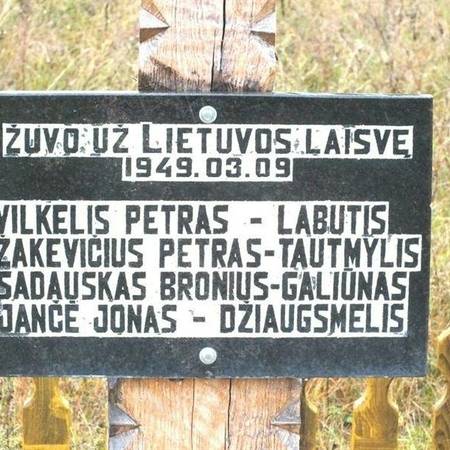 ŽUVO UŽ LIETUVOS LAISVĘ
1949.03.09
VILKELIS PETRAS - LABUTIS
ŽAKEVIČIUS PETRAS-TAUTMYLIS
SADAUSKAS BRONIUS-GALIŪNAS
JANČĖ JONAS - DŽIAUGSMELIS